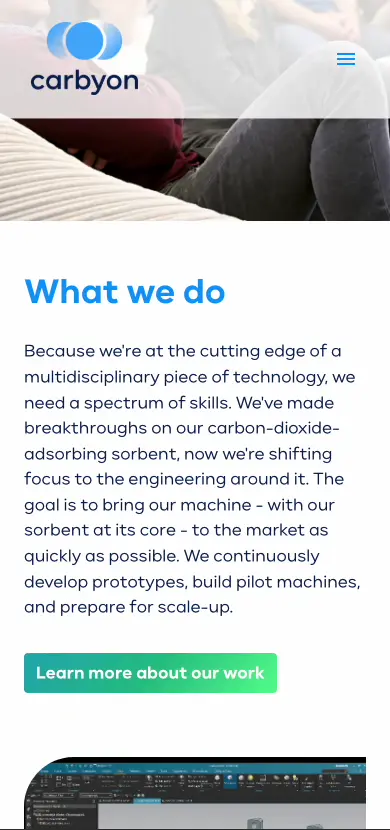 carbyon
What we do
Because we're at the cutting edge of a
multidisciplinary piece of technology, we
need a spectrum of skills. We've made
breakthroughs on our carbon-dioxide-
adsorbing sorbent, now we're shifting
focus to the engineering around it. The
goal is to bring our machine - with our
sorbent at its core - to the market as
quickly as possible. We continuously
develop prototypes, build pilot machines,
and prepare for scale-up.
Learn more about our work